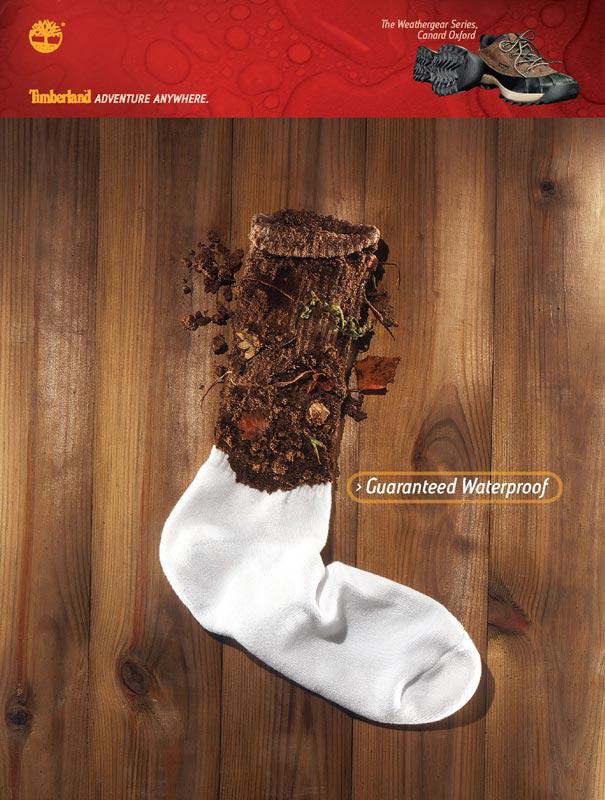 The Weathergear Series,
Canard Oxford
Timberland ADVENTURE ANYWHERE.
> Guaranteed Waterproof